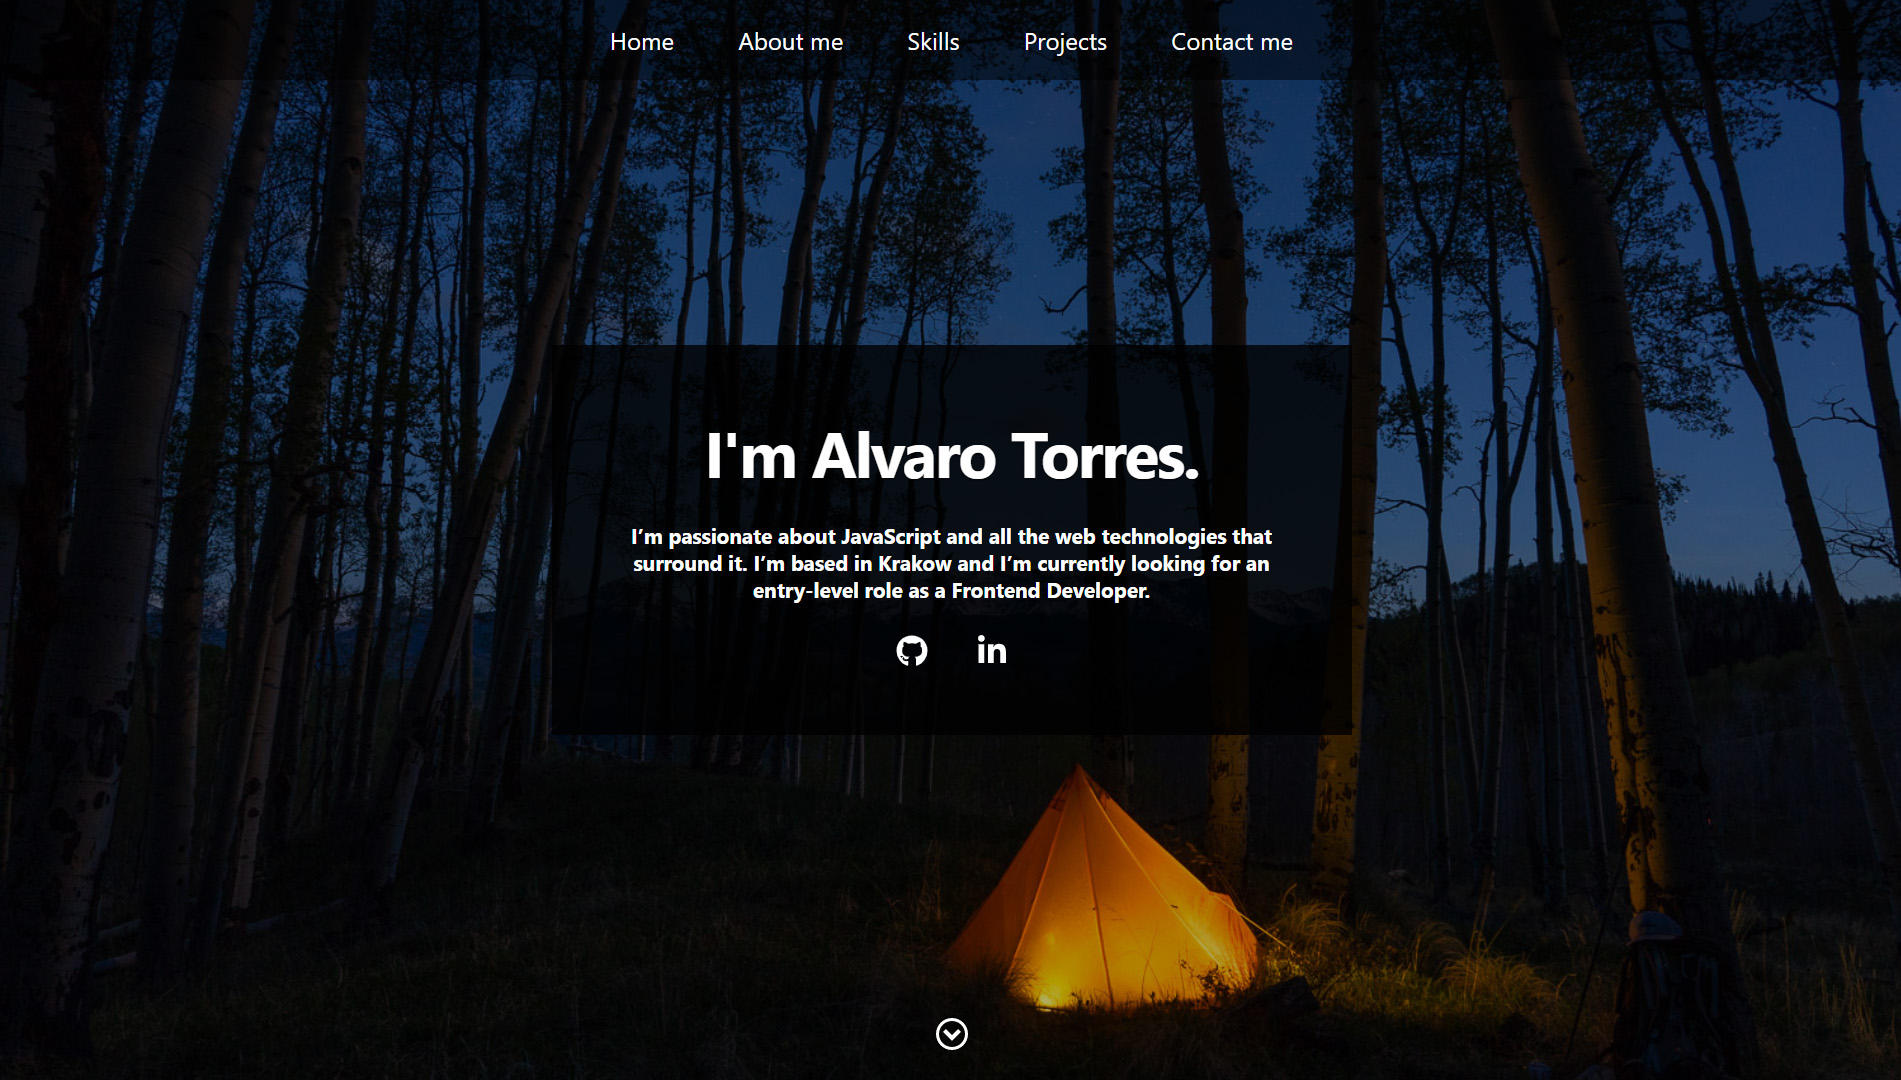 Home About me Skills Projects Contact me
I'm Alvaro Torres.
I’m passionate about JavaScript and all the web technologies that
surround it. I’m based in Krakow and I’m currently looking for an
entry-level role as a Frontend Developer.
in